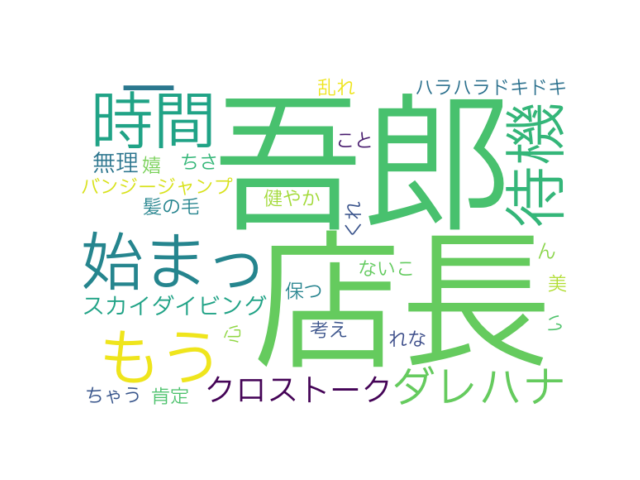 ハラハラドキドキ
乱れ
一
時間
吾郎
待機
こと
無理
嬉
ちさ
バンジージャンプ
健やか
髪の毛
くれ
始まっ
店長
ん
ないこ
美
スカイダイビング
保つ
考え
れな
り
もう
クロストーク
ダレハナ
ちゃう
肯定